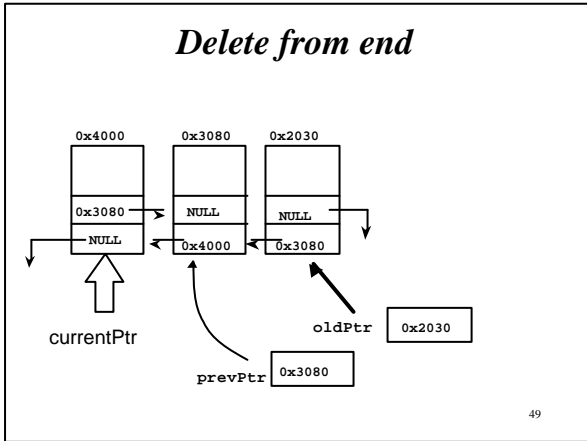 Delete from end
0x4000 0x3080 0x2030
0x3080 NULL NULL
NULL 0x4000 0x3080
currentPtr
oldPtr 0x2030
prevPtr 0x3080
49